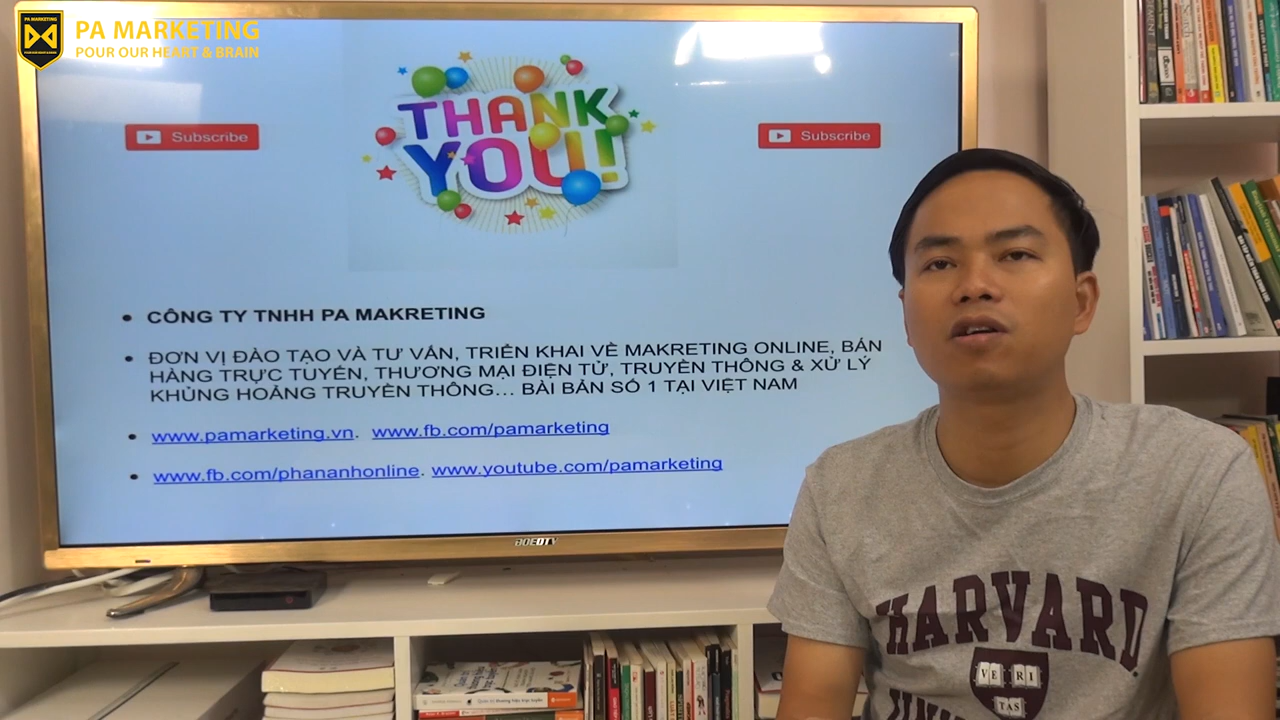 PA MARKETING
POUR OUR HEART & BRAIN
THANK
YOU!
Subscribe
Subscribe
CÔNG TY TNHH PA MAKRETING
ĐƠN VỊ ĐÀO TẠO VÀ TƯ VẤN, TRIỂN KHAI VỀ MAKRETING ONLINE, BÁN
HÀNG TRỰC TUYẾN, THƯƠNG MẠI ĐIỆN TỬ, TRUYỀN THÔNG & XỬ LÝ
KHỦNG HOẢNG TRUYỀN THÔNG... BÀI BẢN SỐ 1 TẠI VIỆT NAM
www.pamarketing.vn. www.fb.com/pamarketing
www.fb.com/phananhonline. www.youtube.com/pamarketing
HARVARD
VE RI
TAS